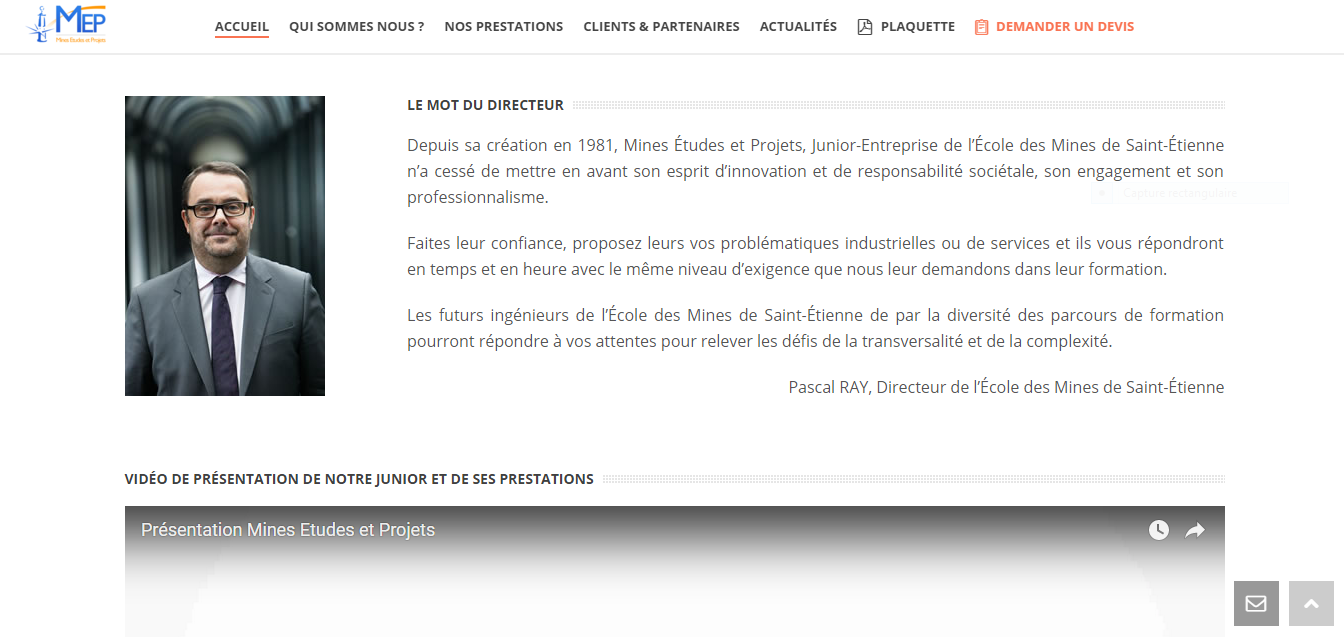 MEP
Mines Etudes et Projets
ACCUEIL QUI SOMMES NOUS ? NOS PRESTATIONS CLIENTS & PARTENAIRES ACTUALITÉS PLAQUETTE DEMANDER UN DEVIS
LE MOT DU DIRECTEUR
Depuis sa création en 1981, Mines Études et Projets, Junior-Entreprise de l’École des Mines de Saint-Étienne
n’a cessé de mettre en avant son esprit d’innovation et de responsabilité sociétale, son engagement et son
professionnalisme.
Capture rectangulaire
Faites leur confiance, proposez leurs vos problématiques industrielles ou de services et ils vous répondront
en temps et en heure avec le même niveau d’exigence que nous leur demandons dans leur formation.
Les futurs ingénieurs de l’École des Mines de Saint-Étienne de par la diversité des parcours de formation
pourront répondre à vos attentes pour relever les défis de la transversalité et de la complexité.
Pascal RAY, Directeur de l’École des Mines de Saint-Étienne
VIDÉO DE PRÉSENTATION DE NOTRE JUNIOR ET DE SES PRESTATIONS
Présentation Mines Etudes et Projets